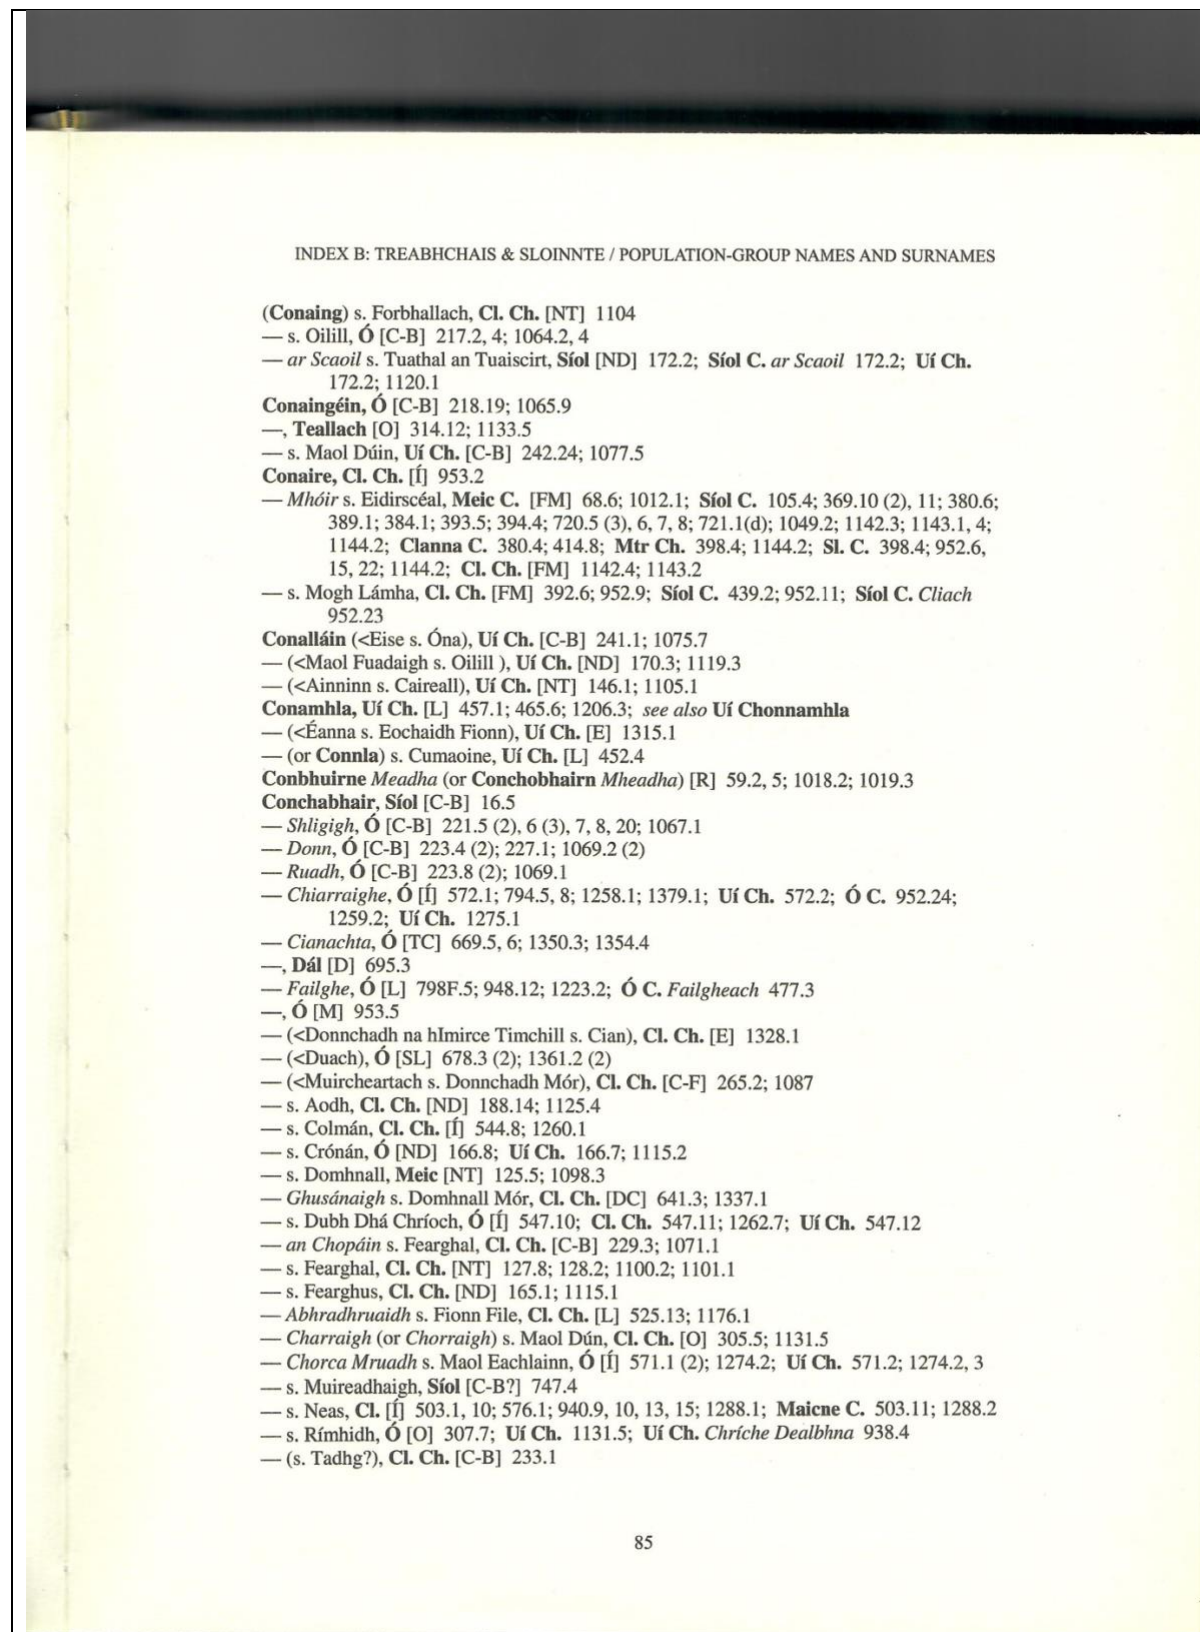 INDEX B: TREABHCHAIS & SLOINNTE / POPULATION-GROUP NAMES AND SURNAMES
(Conaing) s. Forbhallach, Cl. Ch. [NT] 1104
— s. Oilill, Ó [C-B] 217.2, 4; 1064.2, 4
— ar Scaoil s. Tuathal an Tuaiscirt, Síol [ND] 172.2; Síol C. ar Scaoil 172.2; Uí Ch.
172.2; 1120.1
Conaingéin, Ó [C-B] 218.19; 1065.9
—, Teallach [O] 314.12; 1133.5
— s. Maol Dúin, Uí Ch. [C-B] 242.24; 1077.5
Conaire, Cl. Ch. [Í] 953.2
— Mhóir s. Eidirscéal, Meic C. [FM] 68.6; 1012.1; Síol C. 105.4; 369.10 (2), 11; 380.6;
389.1; 384.1; 393.5; 394.4; 720.5 (3), 6, 7, 8; 721.1(d); 1049.2; 1142.3; 1143.1, 4;
1144.2; Clanna C. 380.4; 414.8; Mtr Ch. 398.4; 1144.2; Sl. C. 398.4; 952.6,
15, 22; 1144.2; Cl. Ch. [FM] 1142.4; 1143.2
— s. Mogh Lámha, Cl. Ch. [FM] 392.6; 952.9; Síol C. 439.2; 952.11; Síol C. Cliach
952.23
Conalláin (<Eise s. Óna), Uí Ch. [C-B] 241.1; 1075.7
— (<Maol Fuadaigh s. Oilill ), Uí Ch. [ND] 170.3; 1119.3
— (<Ainninn s. Caireall), Uí Ch. [NT] 146.1; 1105.1
Conamhla, Uí Ch. [L] 457.1; 465.6; 1206.3; see also Uí Chonnamhla
— (<Éanna s. Eochaidh Fionn), Uí Ch. [E] 1315.1
— (or Connla) s. Cumaoine, Uí Ch. [L] 452.4
Conbhuirne Meadha (or Conchobhairn Mheadha) [R] 59.2, 5; 1018.2; 1019.3
Conchabhair, Síol [C-B] 16.5
— Shligigh, Ó [C-B] 221.5 (2), 6 (3), 7, 8, 20; 1067.1
— Donn, Ó [C-B] 223.4 (2); 227.1; 1069.2 (2)
— Ruadh, Ó [C-B] 223.8 (2); 1069.1
— Chiarraighe, Ó [Í] 572.1; 794.5, 8; 1258.1; 1379.1; Uí Ch. 572.2; Ó C. 952.24;
1259.2; Uí Ch. 1275.1
— Cianachta, Ó [TC] 669.5, 6; 1350.3; 1354.4
—, Dál [D] 695.3
— Failghe, Ó [L] 798F.5; 948.12; 1223.2; Ó C. Failgheach 477.3
—, Ó [M] 953.5
— (<Donnchadh na hImirce Timchill s. Cian), Cl. Ch. [E] 1328.1
— (<Duach), Ó [SL] 678.3 (2); 1361.2 (2)
— (<Muircheartach s. Donnchadh Mór), Cl. Ch. [C-F] 265.2; 1087
— s. Aodh, Cl. Ch. [ND] 188.14; 1125.4
— s. Colmán, Cl. Ch. [Í] 544.8; 1260.1
— s. Crónán, Ó [ND] 166.8; Uí Ch. 166.7; 1115.2
— s. Domhnall, Meic [NT] 125.5; 1098.3
— Ghusánaigh s. Domhnall Mór, Cl. Ch. [DC] 641.3; 1337.1
— s. Dubh Dhá Chríoch, Ó [Í] 547.10; Cl. Ch. 547.11; 1262.7; Uí Ch. 547.12
— an Chopáin s. Fearghal, Cl. Ch. [C-B] 229.3; 1071.1
— s. Fearghal, Cl. Ch. [NT] 127.8; 128.2; 1100.2; 1101.1
— s. Fearghus, Cl. Ch. [ND] 165.1; 1115.1
— Abhradhruaidh s. Fionn File, Cl. Ch. [L] 525.13; 1176.1
— Charraigh (or Chorraigh) s. Maol Dún, Cl. Ch. [O] 305.5; 1131.5
— Chorca Mruadh s. Maol Eachlainn, Ó [Í] 571.1 (2); 1274.2; Uí Ch. 571.2; 1274.2, 3
— s. Muireadhaigh, Síol [C-B?] 747.4
— s. Neas, Cl. [Í] 503.1, 10; 576.1; 940.9, 10, 13, 15; 1288.1; Maicne C. 503.11; 1288.2
— s. Rímhidh, Ó [O] 307.7; Uí Ch. 1131.5; Uí Ch. Chríche Dealbhna 938.4
— (s. Tadhg?), Cl. Ch. [C-B] 233.1
85